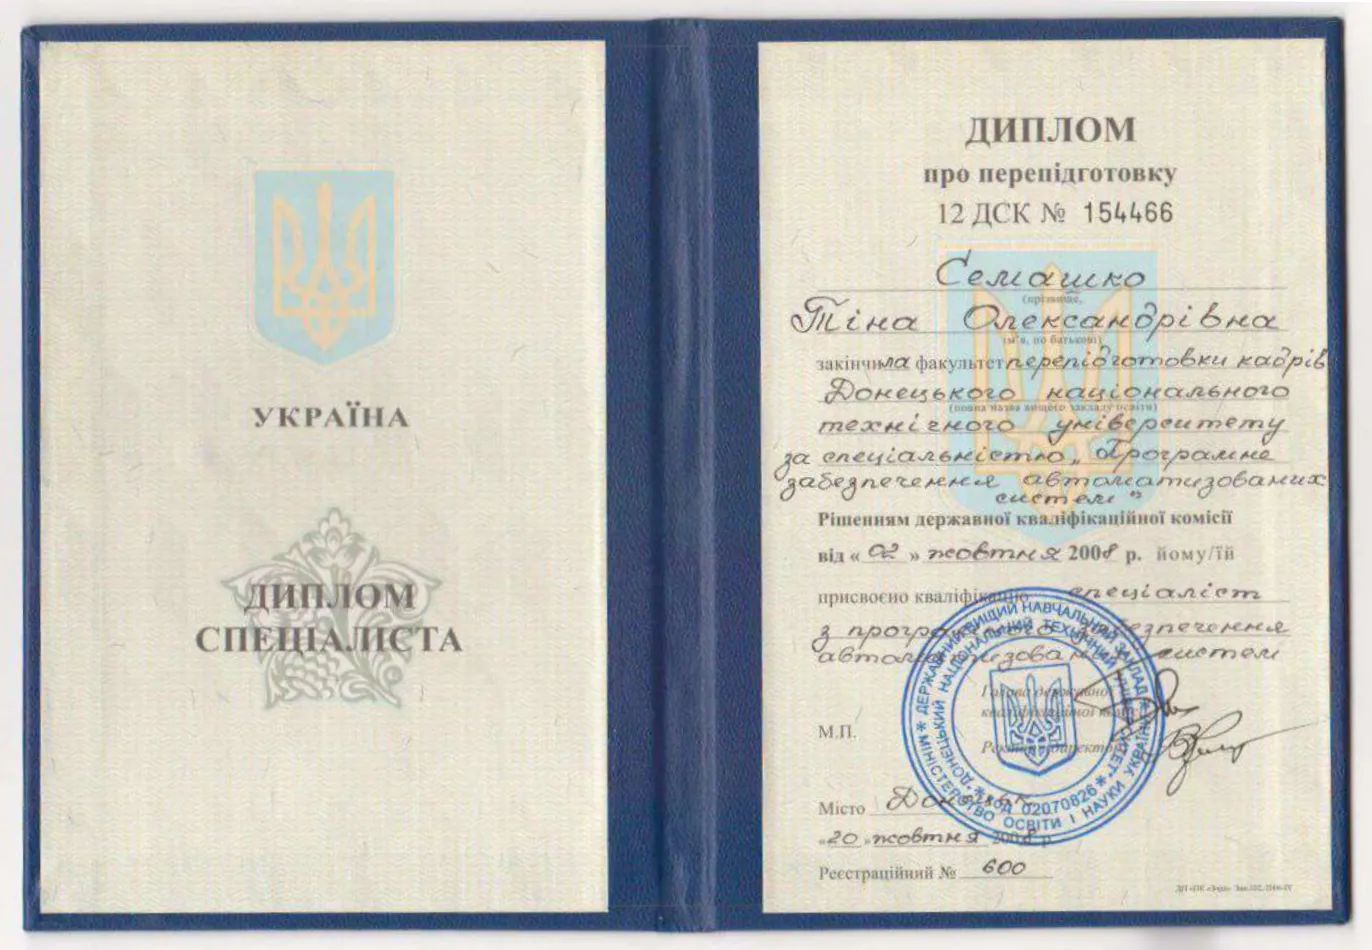 УКРАЇНА
ДИПЛОМ
СПЕЦІАЛІСТА
ДИПЛОМ
про перепідготовку
12 ДСК № 154466
Семашко
(прізвище,
Тіна Олександрівна
(ім'я, по батькові)
закінчила факультет перепідготовки кадрів
Донецького національного
(повна назва вищого закладу освіти)
технічного університету
за спеціальністю „Програмне
забезпечення автоматизованих
систем"
Рішенням державної кваліфікаційної комісії
від « 02 » жовтня 2008 р. йому/їй
присвоєно кваліфікацію спеціаліст
з програмного забезпечення
автоматизованих систем
Голова державної
кваліфікаційної комісії
М.П.
Ректор (директор)
МІНІСТЕРСТВО ОСВІТИ І НАУКИ УКРАЇНИ * ДЕРЖАВНИЙ ВИЩИЙ НАВЧАЛЬНИЙ ЗАКЛАД *
"ДОНЕЦЬКИЙ НАЦІОНАЛЬНИЙ ТЕХНІЧНИЙ УНІВЕРСИТЕТ" * КОД 02070826 *
Місто Донецьк
«20 » жовтня 2008 р.
Реєстраційний № 600